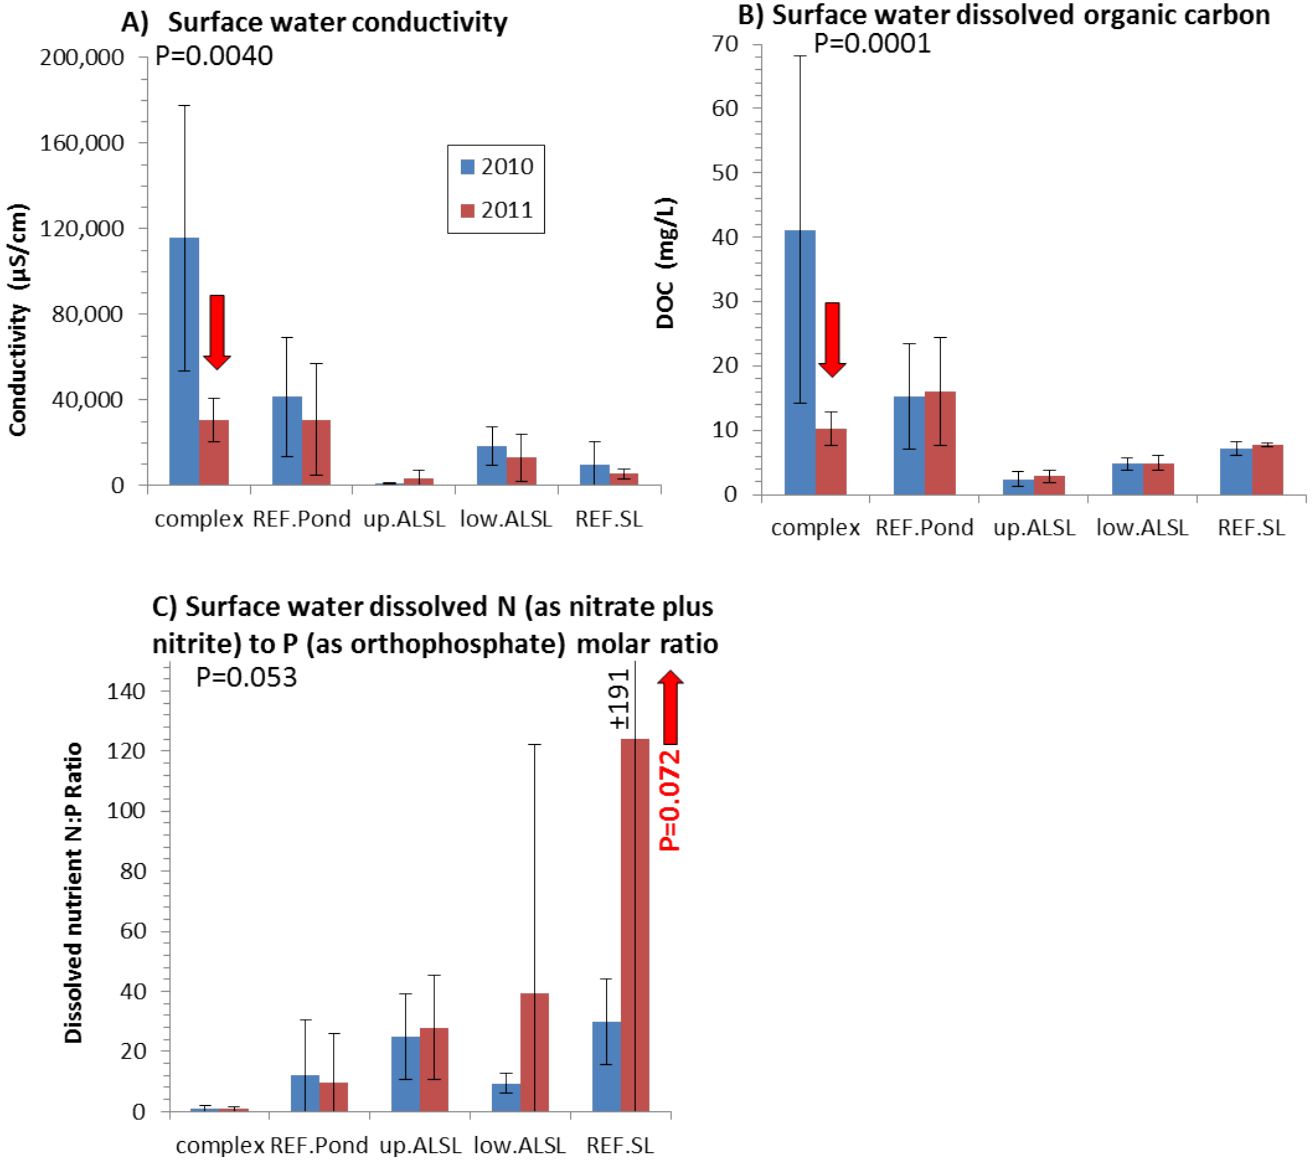 A) Surface water conductivity
P=0.0040
200,000
160,000
120,000
80,000
40,000
0
Conductivity (µS/cm)
2010
2011
complex REF.Pond up.ALSL low.ALSL REF.SL
B) Surface water dissolved organic carbon
P=0.0001
70
60
50
40
30
20
10
0
DOC (mg/L)
complex REF.Pond up.ALSL low.ALSL REF.SL
C) Surface water dissolved N (as nitrate plus
nitrite) to P (as orthophosphate) molar ratio
P=0.053
140
120
100
80
60
40
20
0
Dissolved nutrient N:P Ratio
±191
P=0.072
complex REF.Pond up.ALSL low.ALSL REF.SL